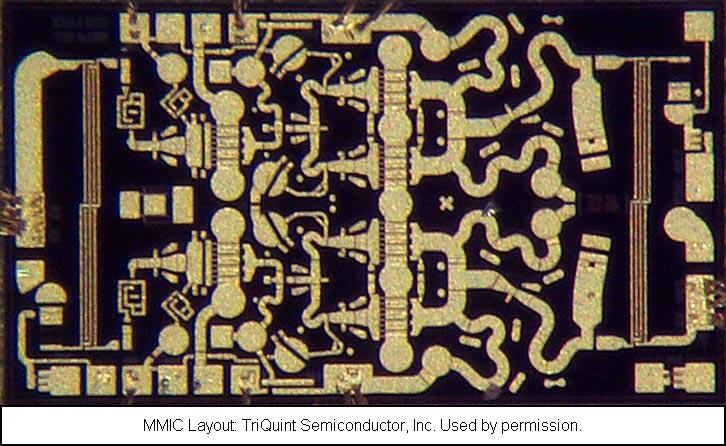 MMIC Layout: TriQuint Semiconductor, Inc. Used by permission.